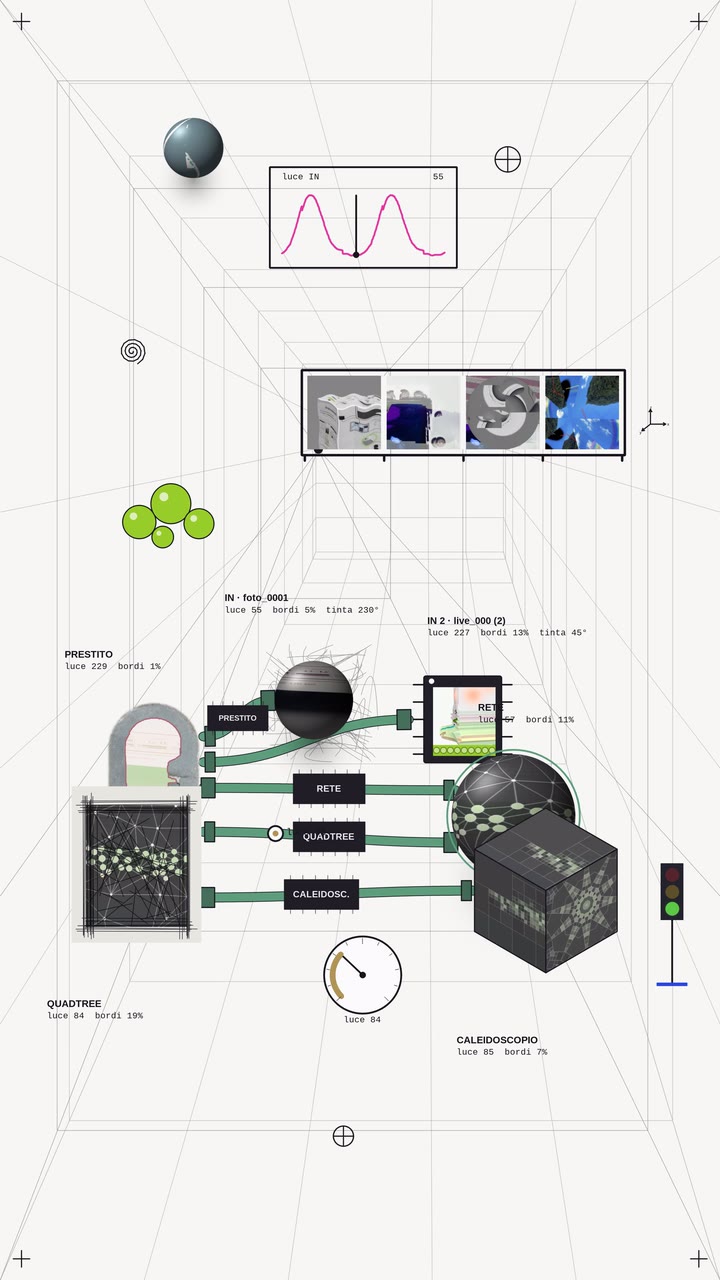 luce IN 55
IN · foto_0001
luce 55 bordi 5% tinta 230°
IN 2 · live_000 (2)
luce 227 bordi 13% tinta 45°
PRESTITO
luce 229 bordi 1%
RETE
luce 57 bordi 11%
PRESTITO
RETE
QUADTREE
CALEIDOSC.
QUADTREE
luce 84 bordi 19%
luce 84
CALEIDOSCOPIO
luce 85 bordi 7%